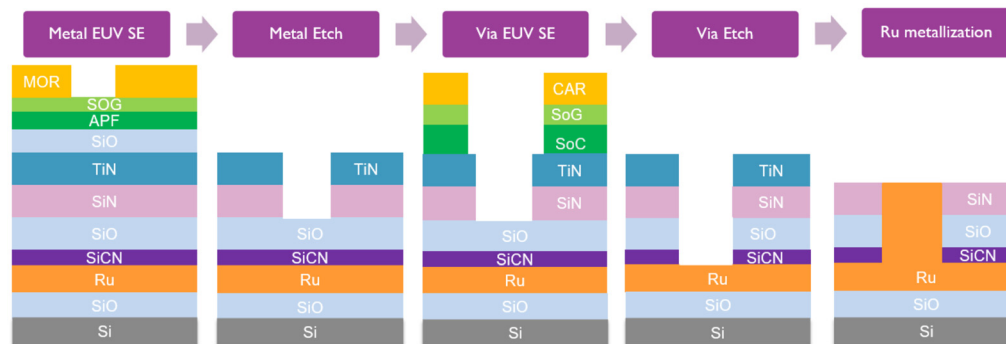 Metal EUV SE
Metal Etch
Via EUV SE
Via Etch
Ru metallization
MOR
SOG
APF
SiO
TiN
SiN
SiO
SiCN
Ru
SiO
Si
TiN
SiN
SiO
SiCN
Ru
SiO
Si
CAR
SoG
SoC
TiN
SiN
SiO
SiCN
Ru
SiO
Si
TiN
SiN
SiO
SiCN
Ru
SiO
Si
SiN
SiO
SiCN
Ru
SiO
Si